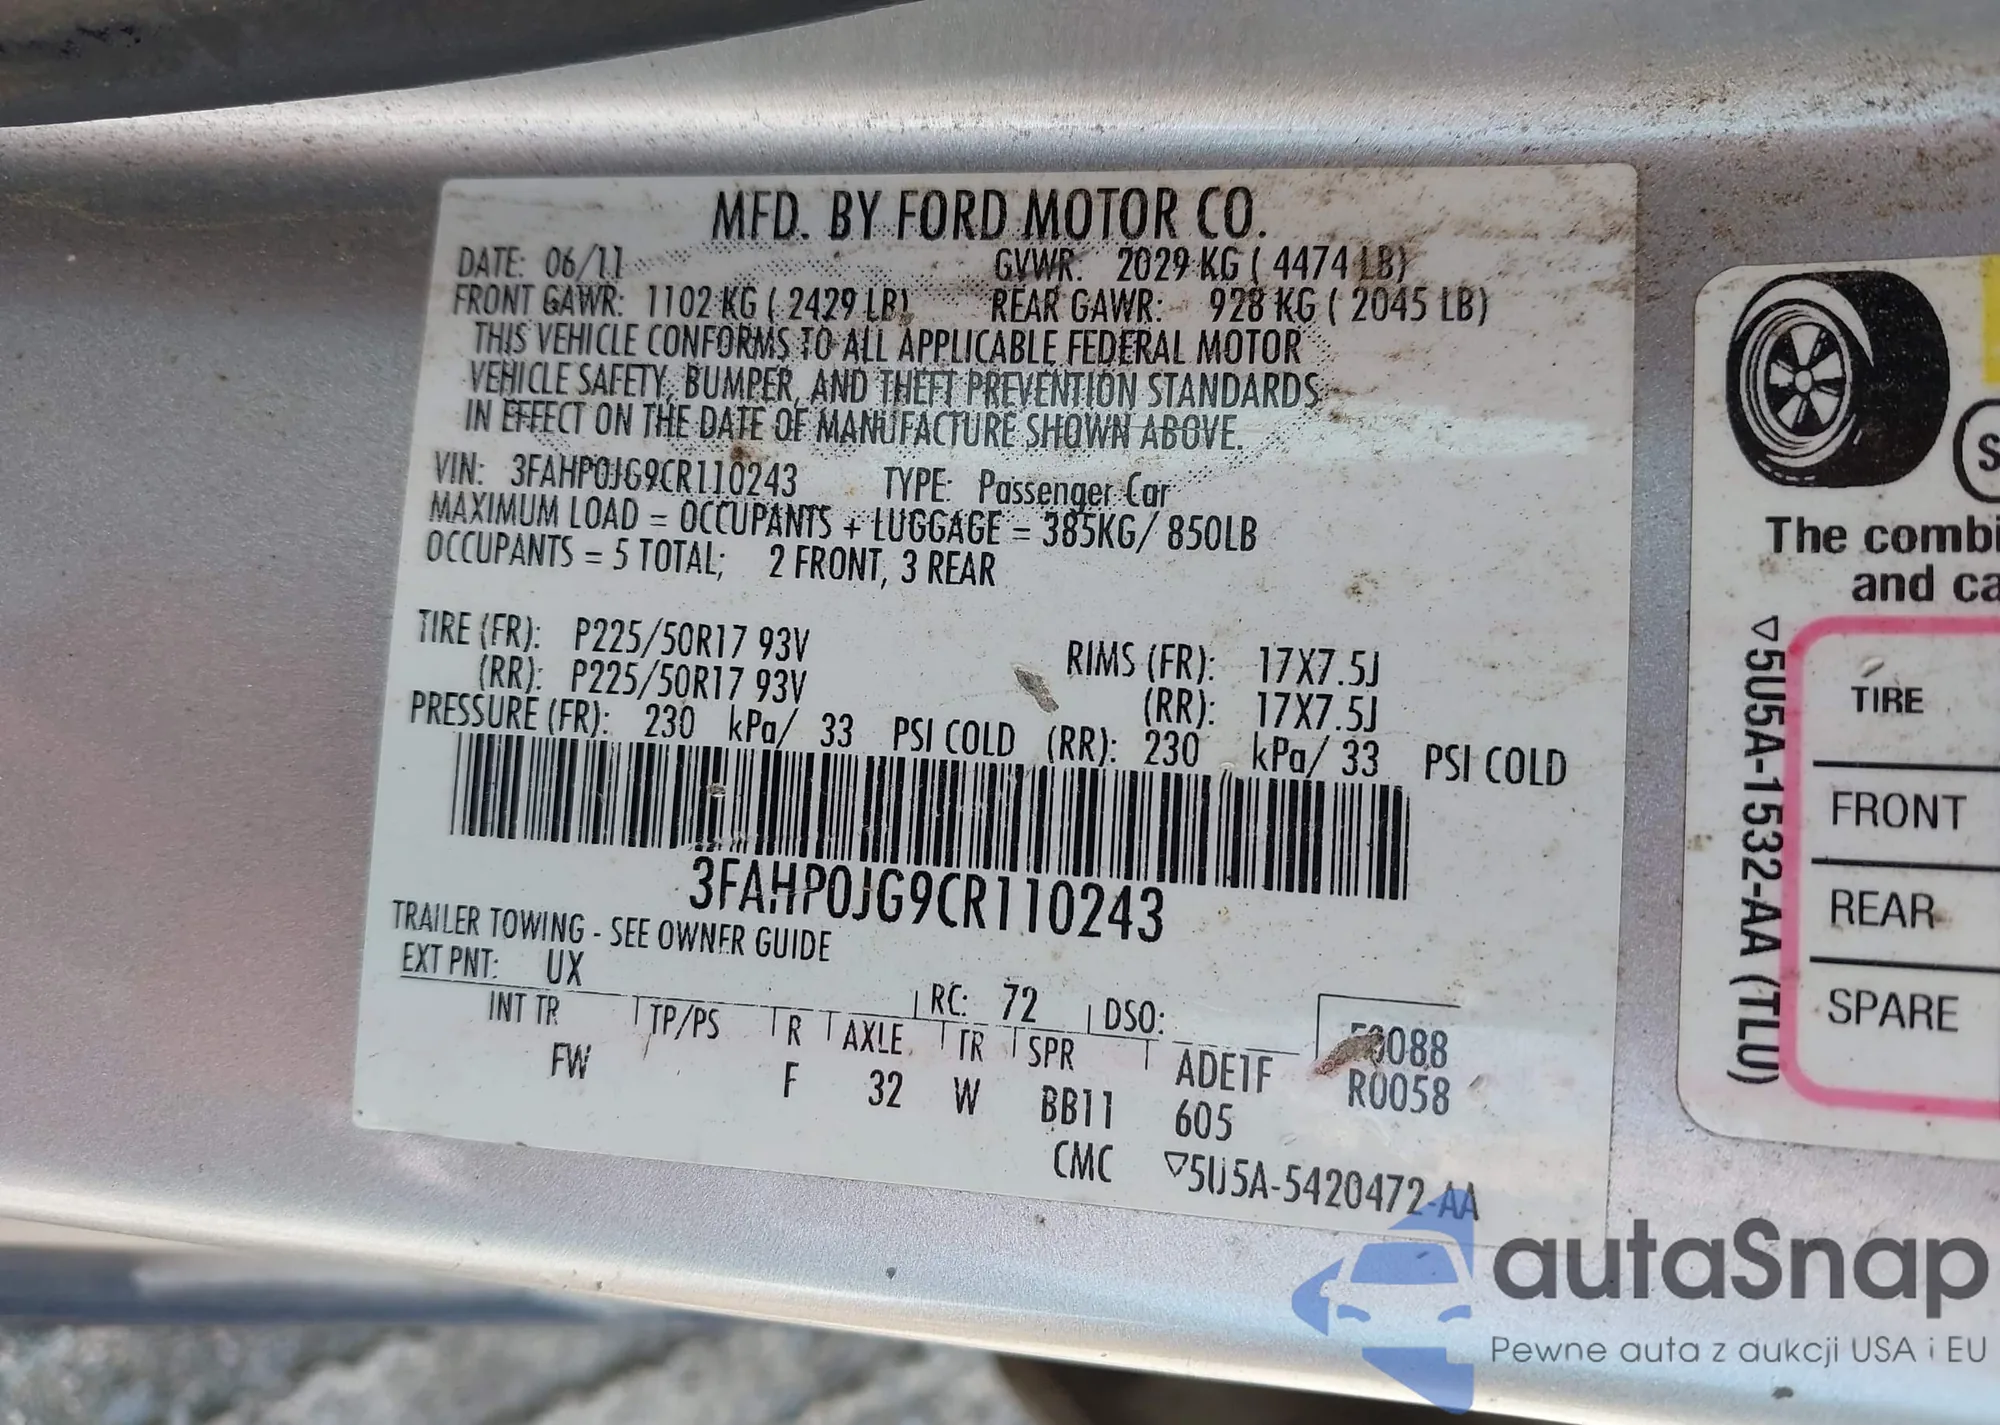 MFD. BY FORD MOTOR CO.
DATE: 06/11 GVWR: 2029 KG ( 4474 LB)
FRONT GAWR: 1102 KG ( 2429 LB) REAR GAWR: 928 KG ( 2045 LB)
THIS VEHICLE CONFORMS TO ALL APPLICABLE FEDERAL MOTOR
VEHICLE SAFETY, BUMPER, AND THEFT PREVENTION STANDARDS
IN EFFECT ON THE DATE OF MANUFACTURE SHOWN ABOVE.
VIN: 3FAHP0JG9CR110243 TYPE: Passenger Car
MAXIMUM LOAD = OCCUPANTS + LUGGAGE = 385KG/ 850LB
OCCUPANTS = 5 TOTAL; 2 FRONT, 3 REAR
TIRE (FR): P225/50R17 93V RIMS (FR): 17X7.5J
(RR): P225/50R17 93V (RR): 17X7.5J
PRESSURE (FR): 230 kPa/ 33 PSI COLD (RR): 230 kPa/ 33 PSI COLD
3FAHP0JG9CR110243
TRAILER TOWING - SEE OWNER GUIDE
EXT PNT: UX RC: 72 DSO:
INT TR TP/PS R AXLE TR SPR ADE1F
FW F 32 W BB11 605 R0058
CMC ▽5U5A-5420472-AA
S
The combi
and ca
▽5U5A-1532-AA (TLU)
TIRE
FRONT
REAR
SPARE
autaSnap
Pewne auta z aukcji USA i EU